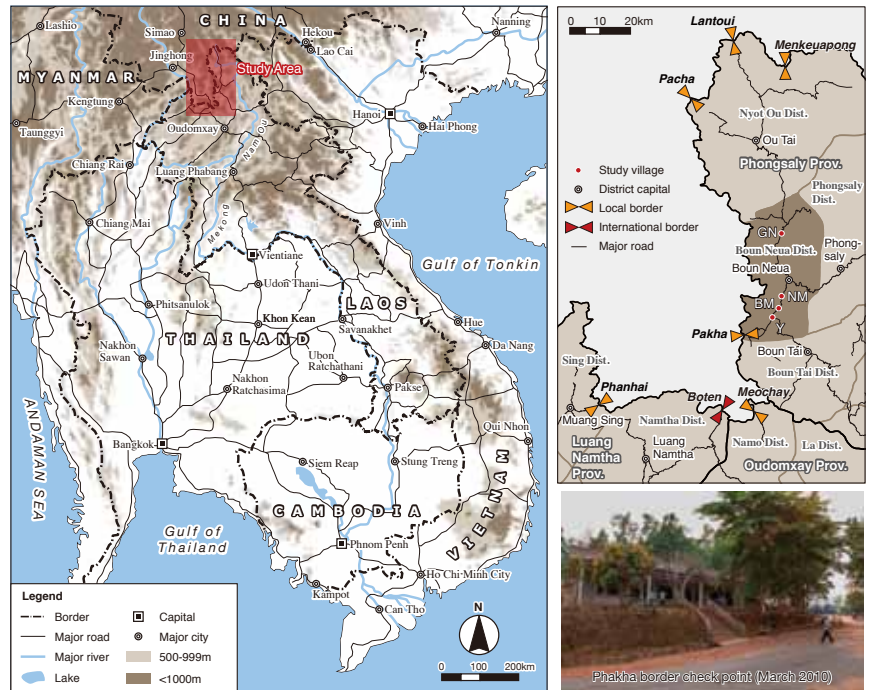 CHINA
Lashio
Simao
Nanning
Hekou
Lao Cai
Jinghong
Study Area
MYANMAR
Kengtung
Hanoi
Taunggyi
Oudomxay
Hai Phong
Nam Ou
Chiang Rai
Luang Phabang
Chiang Mai
Mekong
Vinh
Vientiane
Gulf of Tonkin
Udon Thani
LAOS
Phitsanulok
Khon Kean
Savanakhet
THAILAND
Hue
Da Nang
Nakhon
Sawan
Ubon
Ratchathani
Nakhon
Ratchasima
Pakse
ANDAMAN SEA
Qui Nhon
Bangkok
Siem Reap
Stung Treng
CAMBODIA
VIETNAM
Gulf of
Thailand
Phnom Penh
Ho Chi Minh City
Kampot
Can Tho
Legend
Border
Capital
Major road
Major city
Major river
500-999m
Lake
<1000m
N
0 100 200km
0 10 20km
Lantoui
Menkeuapong
Pacha
Nyot Ou Dist.
Ou Tai
Phongsaly Prov.
Study village
District capital
Local border
International border
Major road
Phongsaly
Dist.
GN
Boun Neua Dist.
Phong-
saly
Boun Neua
NM
BM
Y
Pakha
Boun Tai
Sing Dist.
Boun Tai Dist.
Phanhai
Boten
Meochay
Muang Sing
Namtha Dist.
Luang
Namtha
Prov.
Luang
Namtha
Namo Dist.
La Dist.
Oudomxay Prov.
Phakha border check point (March 2010)